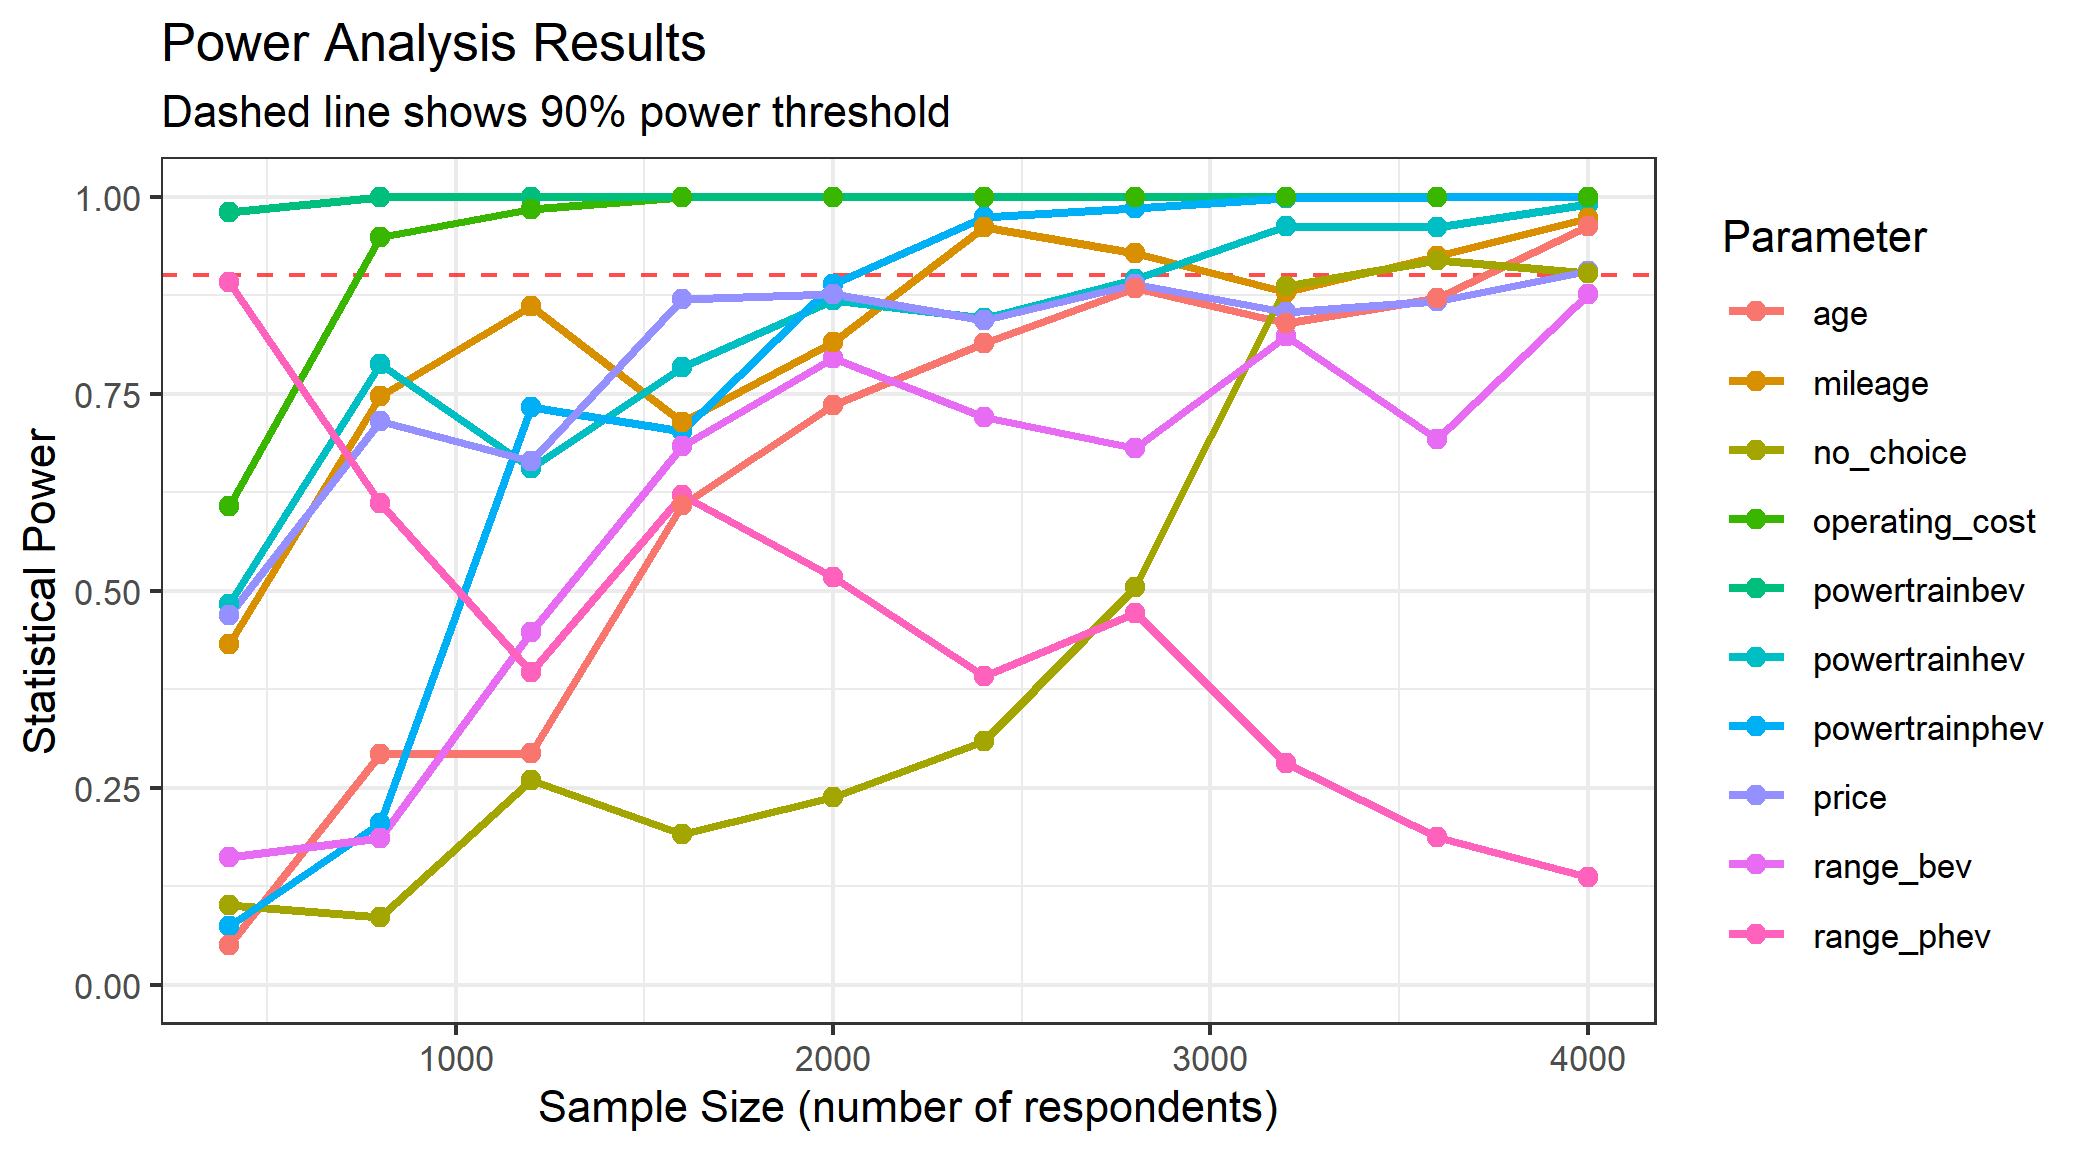 Power Analysis Results
Dashed line shows 90% power threshold
Statistical Power
1.00
0.75
0.50
0.25
0.00
1000
2000
3000
4000
Sample Size (number of respondents)
Parameter
age
mileage
no_choice
operating_cost
powertrainbev
powertrainhev
powertrainphev
price
range_bev
range_phev